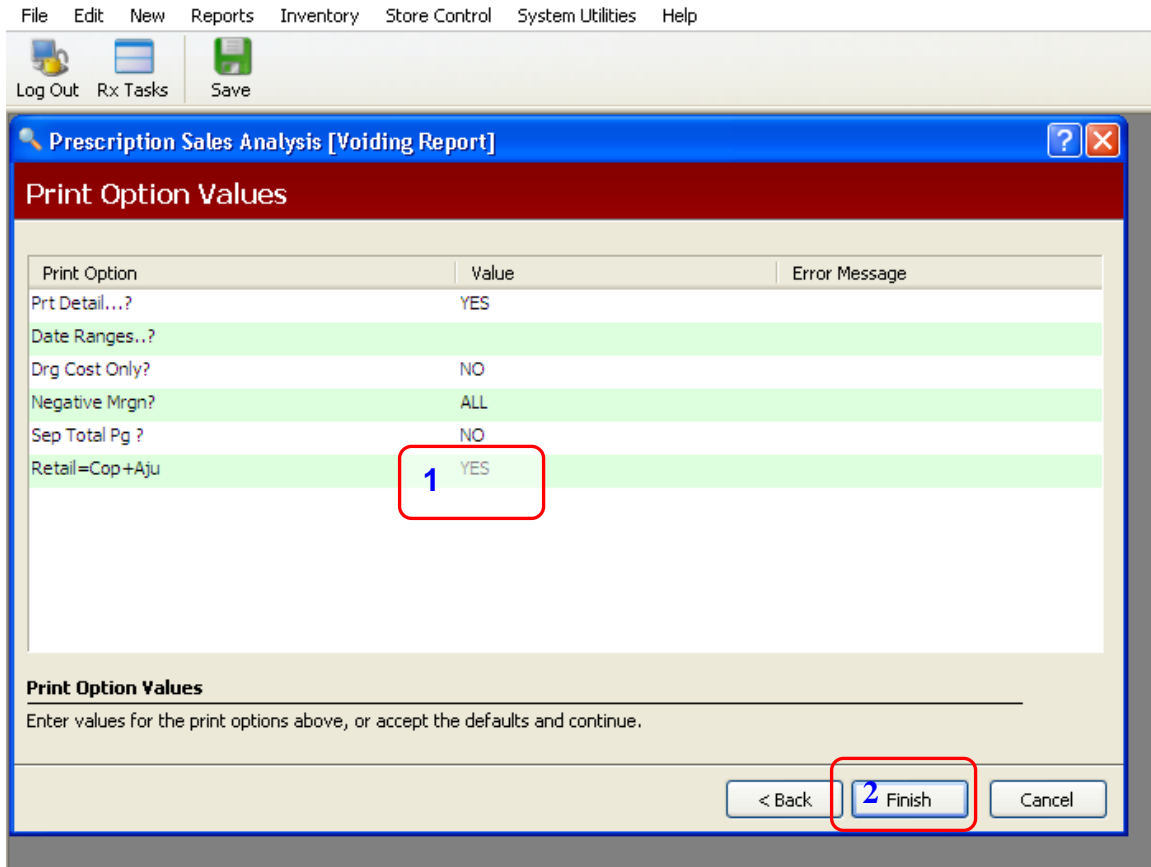 File Edit New Reports Inventory Store Control System Utilities Help
Log Out Rx Tasks Save
Prescription Sales Analysis [Voiding Report]
Print Option Values
Print Option Value Error Message
Prt Detail...? YES
Date Ranges..?
Drg Cost Only? NO
Negative Mrgn? ALL
Sep Total Pg ? NO
Retail=Cop+Aju 1 YES
Print Option Values
Enter values for the print options above, or accept the defaults and continue.
< Back 2 Finish Cancel